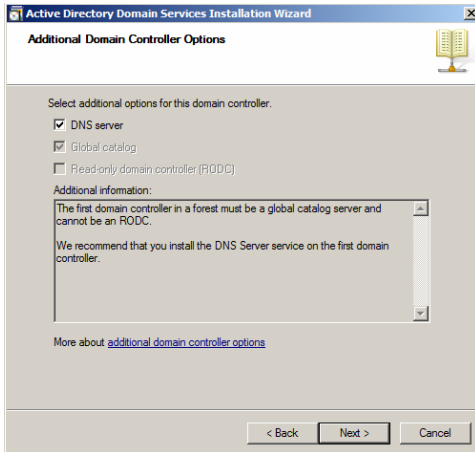 Active Directory Domain Services Installation Wizard
Additional Domain Controller Options
Select additional options for this domain controller.
DNS server
Global catalog
Read-only domain controller (RODC)
Additional information:
The first domain controller in a forest must be a global catalog server and
cannot be an RODC.
We recommend that you install the DNS Server service on the first domain
controller.
More about additional domain controller options
< Back
Next >
Cancel